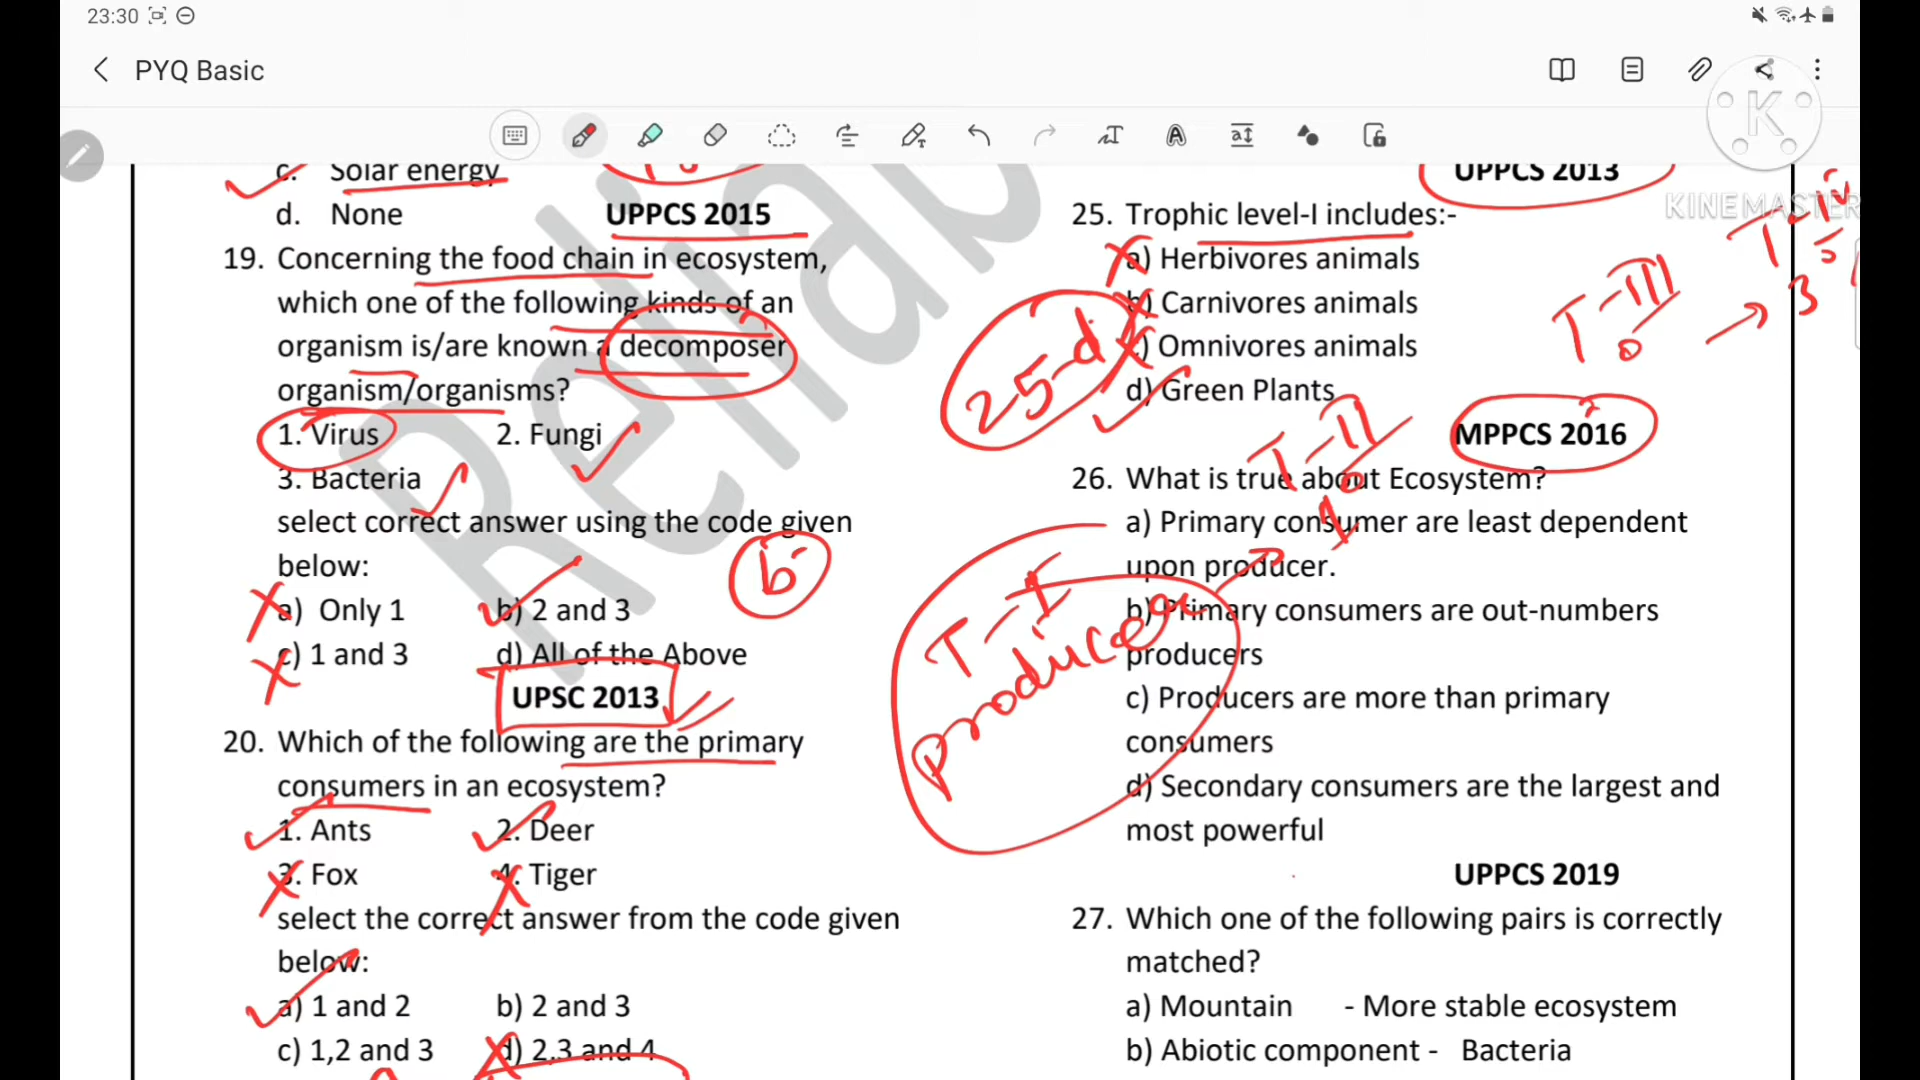 23:30
PYQ Basic
K
KINEMASTER
c. Solar energy
d. None UPPCS 2015
19. Concerning the food chain in ecosystem,
which one of the following kinds of an
organism is/are known a decomposer
organism/organisms?
1. Virus 2. Fungi
3. Bacteria
select correct answer using the code given
below:
b
a) Only 1 b) 2 and 3
c) 1 and 3 d) All of the Above
UPSC 2013
20. Which of the following are the primary
consumers in an ecosystem?
1. Ants 2. Deer
3. Fox 4. Tiger
select the correct answer from the code given
below:
a) 1 and 2 b) 2 and 3
c) 1,2 and 3 d) 2,3 and 4
UPPCS 2013
25. Trophic level-I includes:-
a) Herbivores animals
b) Carnivores animals
c) Omnivores animals
d) Green Plants
25-d
T-II
T-III
3
T-IV
MPPCS 2016
26. What is true about Ecosystem?
a) Primary consumer are least dependent
upon producer.
b) Primary consumers are out-numbers
producers
c) Producers are more than primary
consumers
d) Secondary consumers are the largest and
most powerful
T-I
UPPCS 2019
27. Which one of the following pairs is correctly
matched?
a) Mountain - More stable ecosystem
b) Abiotic component - Bacteria
Reliab